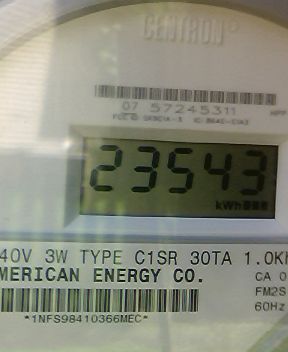 CENTRON®
07 57245311
23543
kWh
40V 3W TYPE C1SR 30TA 1.0Kh
MERICAN ENERGY CO.
CA 0
FM2S
60Hz
*1NFS98410366MEC*